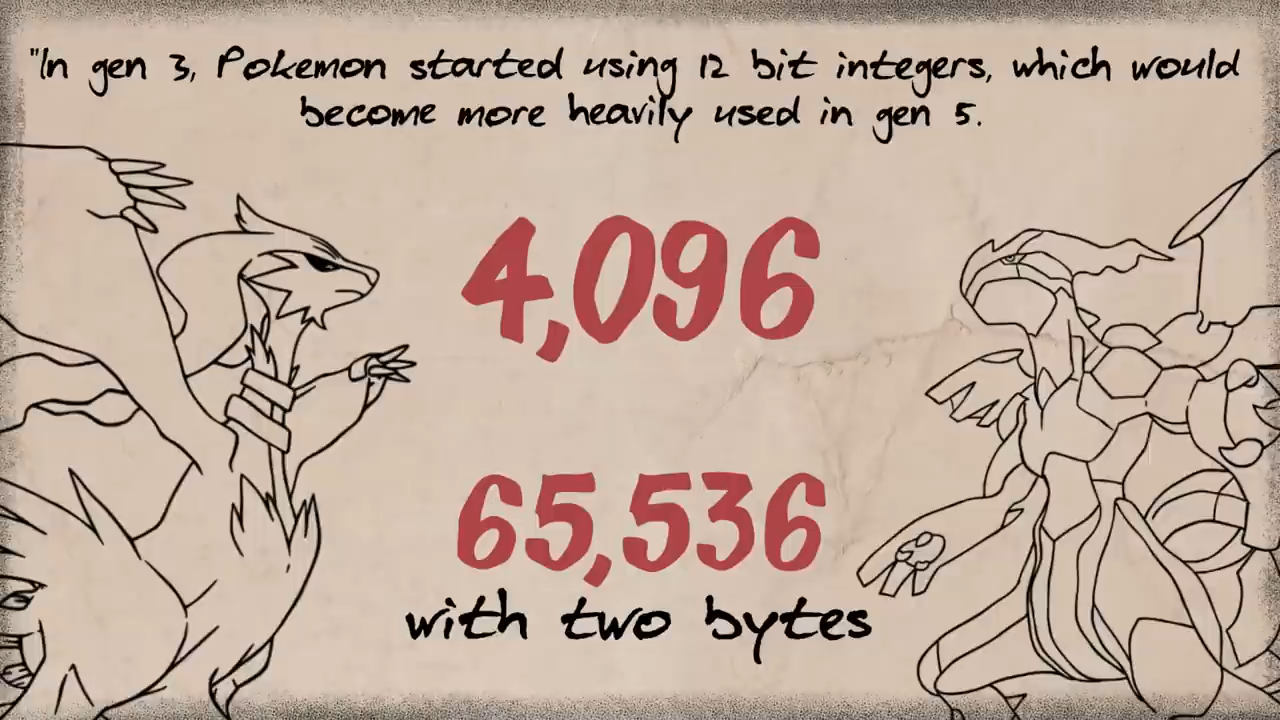 "In gen 3, Pokemon started using 12 bit integers, which would
become more heavily used in gen 5.
4,096
65,536
with two bytes